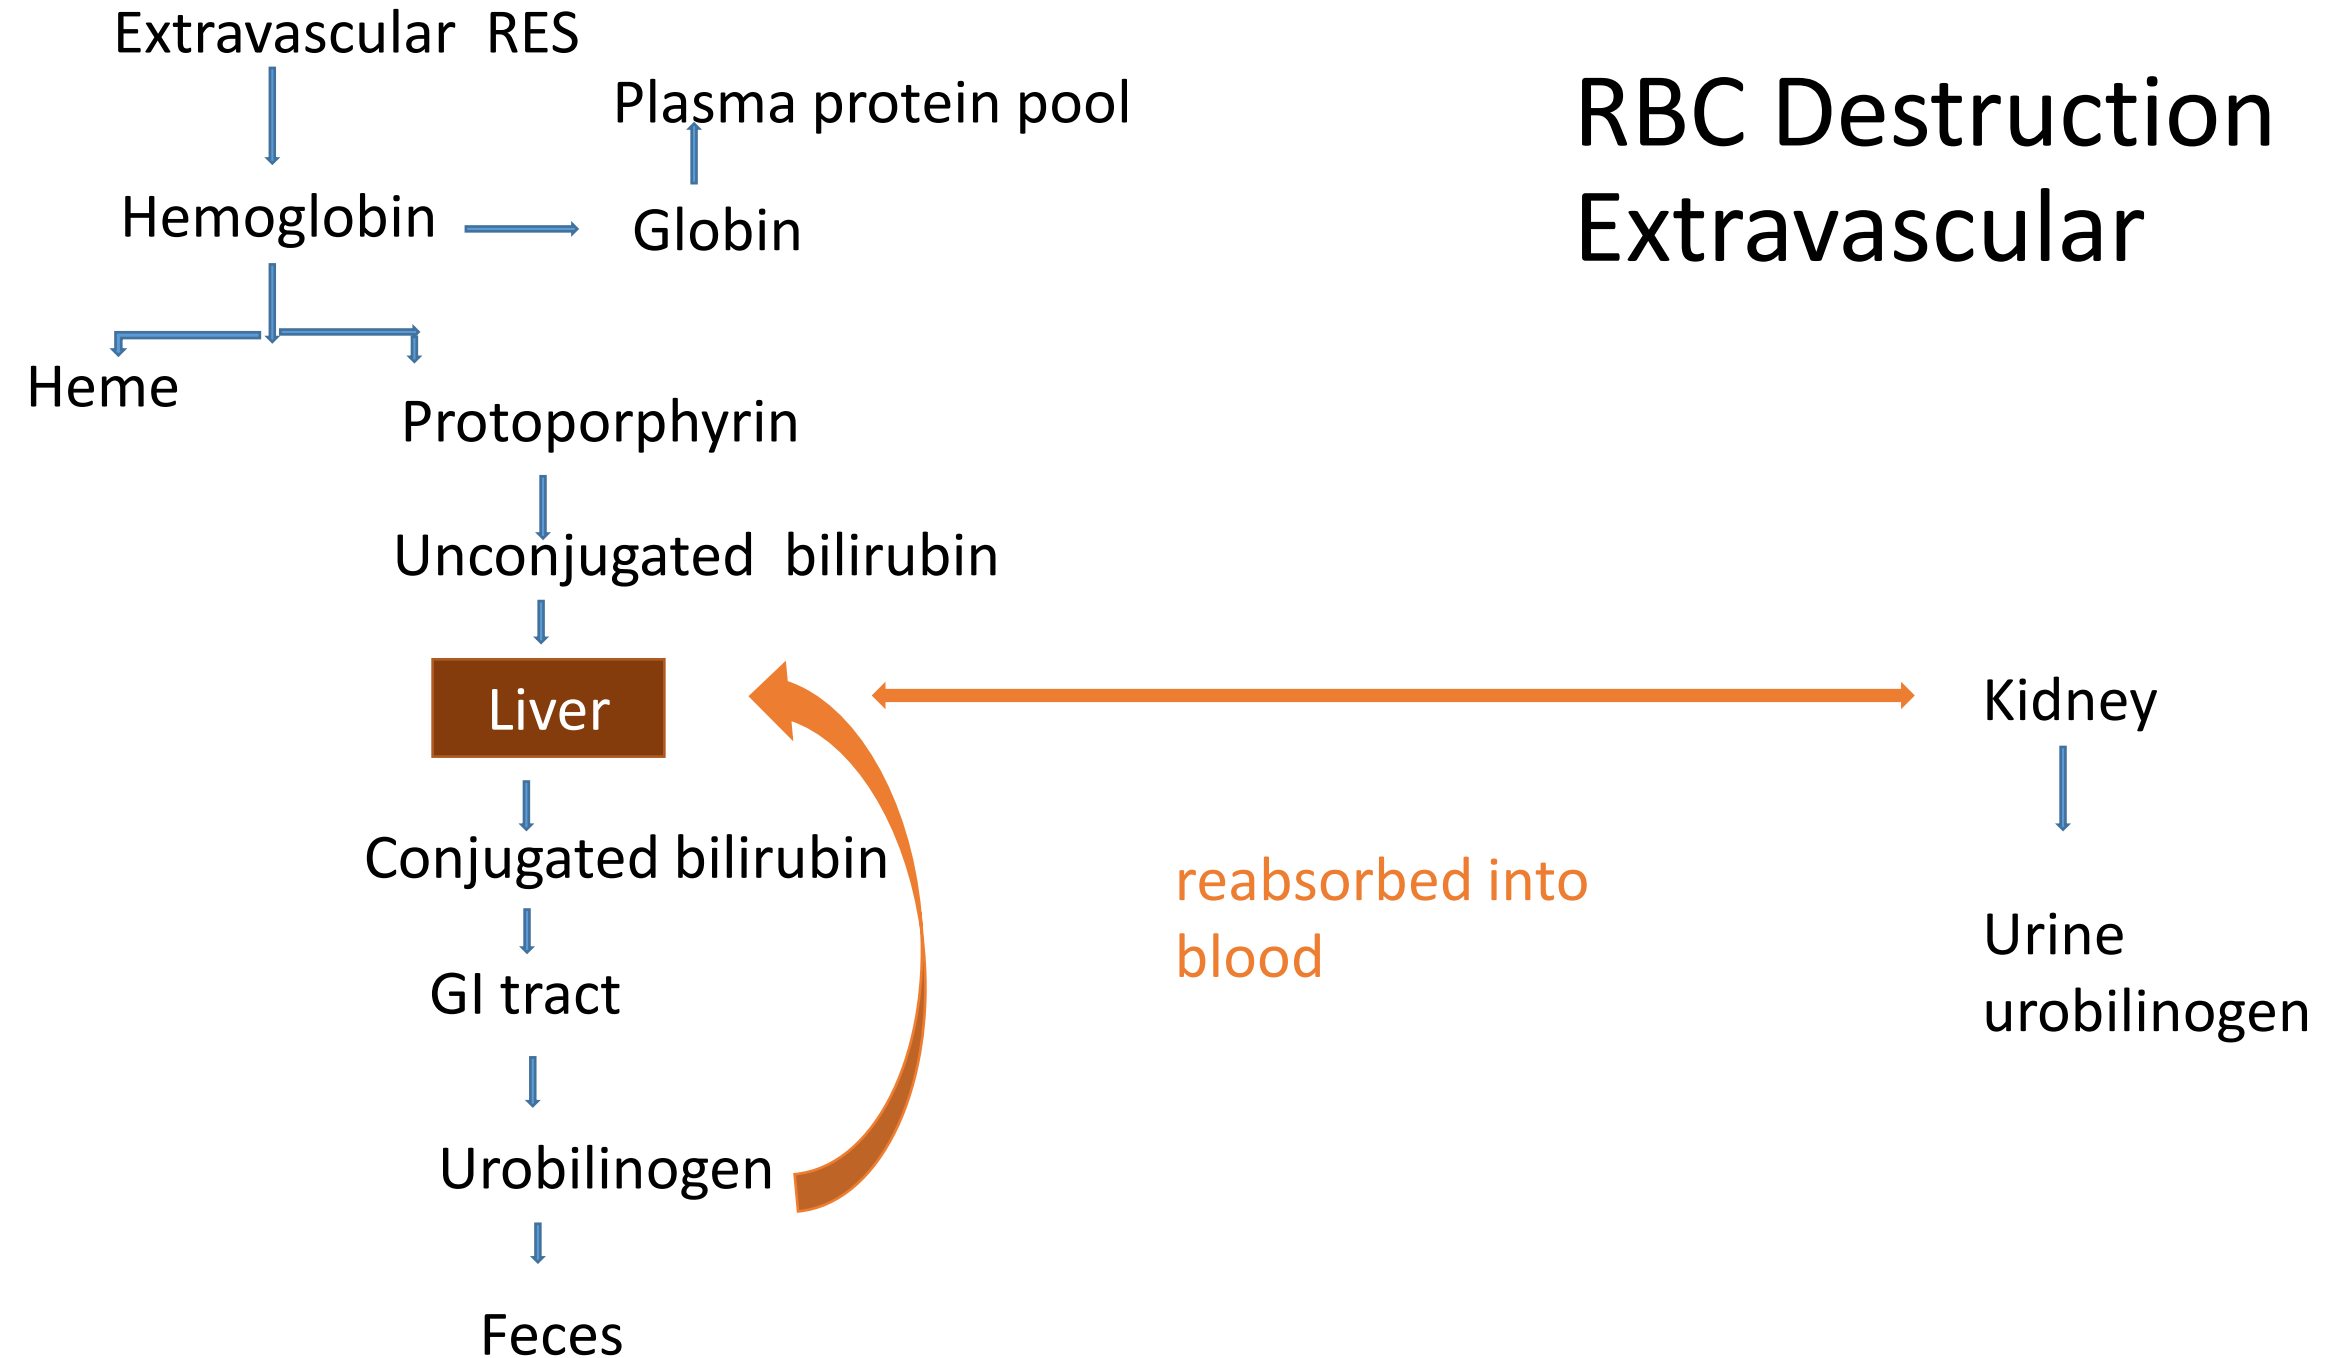 Extravascular  RES
Plasma protein pool
RBC Destruction
Extravascular
Hemoglobin
Globin
Heme
Protoporphyrin
Unconjugated  bilirubin
Liver
Kidney
Conjugated bilirubin
reabsorbed into
blood
Urine
urobilinogen
GI tract
Urobilinogen
Feces